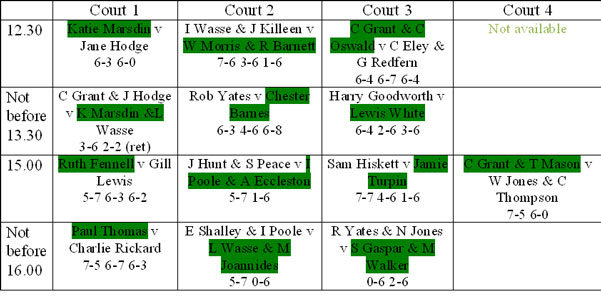 Court 1 Court 2 Court 3 Court 4
12.30
Katie Marsdin v
Jane Hodge
6-3 6-0
I Wasse & J Killeen v
W Morris & R Barnett
7-6 3-6 1-6
C Grant & C
Oswald v C Eley &
G Redfern
6-4 6-7 6-4
Not available
Not
before
13.30
C Grant & J Hodge
v K Marsdin &L
Wasse
3-6 2-2 (ret)
Rob Yates v Chester
Barnes
6-3 4-6 6-8
Harry Goodworth v
Lewis White
6-4 2-6 3-6
15.00
Ruth Fennell v Gill
Lewis
5-7 6-3 6-2
J Hunt & S Peace v I
Poole & A Eccleston
5-7 1-6
Sam Hiskett v Jamie
Turpin
7-7 4-6 1-6
C Grant & T Mason v
W Jones & C
Thompson
7-5 6-0
Not
before
16.00
Paul Thomas v
Charlie Rickard
7-5 6-7 6-3
E Shalley & I Poole v
L Wasse & M
Joannides
5-7 0-6
R Yates & N Jones
v S Gaspar & M
Walker
0-6 2-6